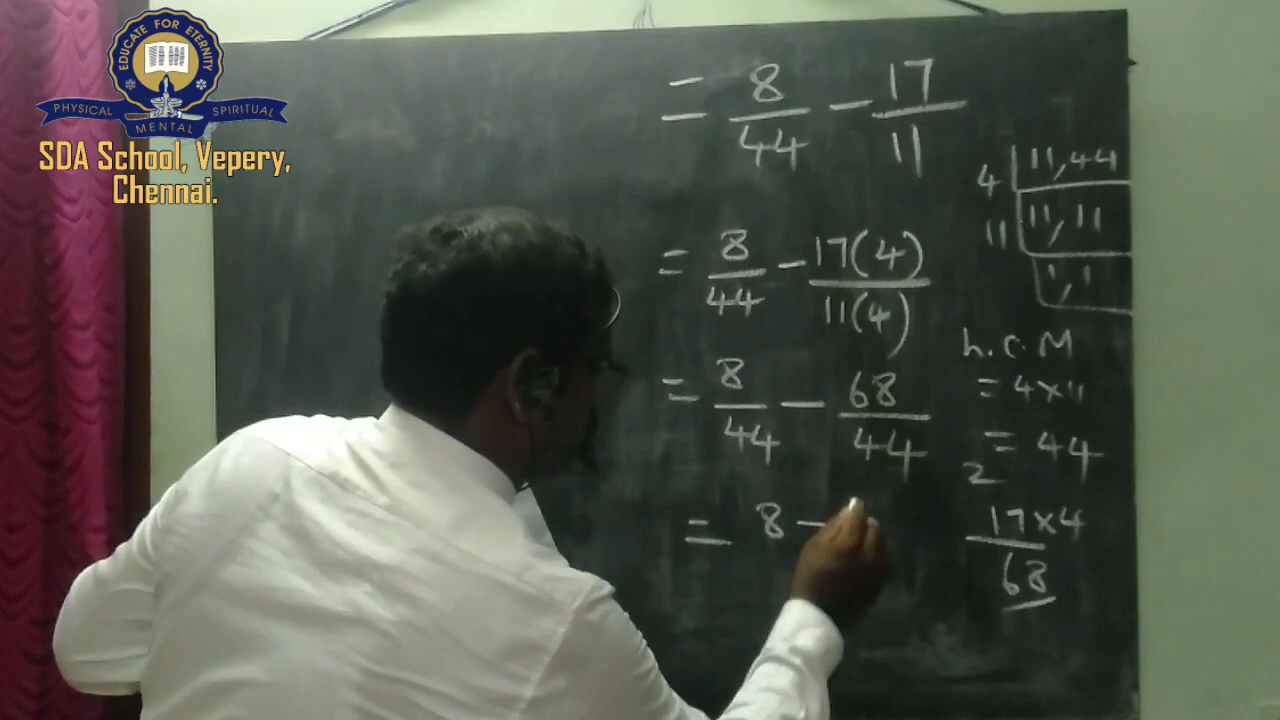 EDUCATE FOR ETERNITY
PHYSICAL MENTAL SPIRITUAL
SDA School, Vepery,
Chennai.
= 8/44 - 17/11
= 8/44 - 17(4)/11(4)
= 8/44 - 68/44
= 8 -
4 | 11, 44
11 | 11, 11
1, 1
L.C.M
= 4 × 11
= 44
2
17 × 4
68